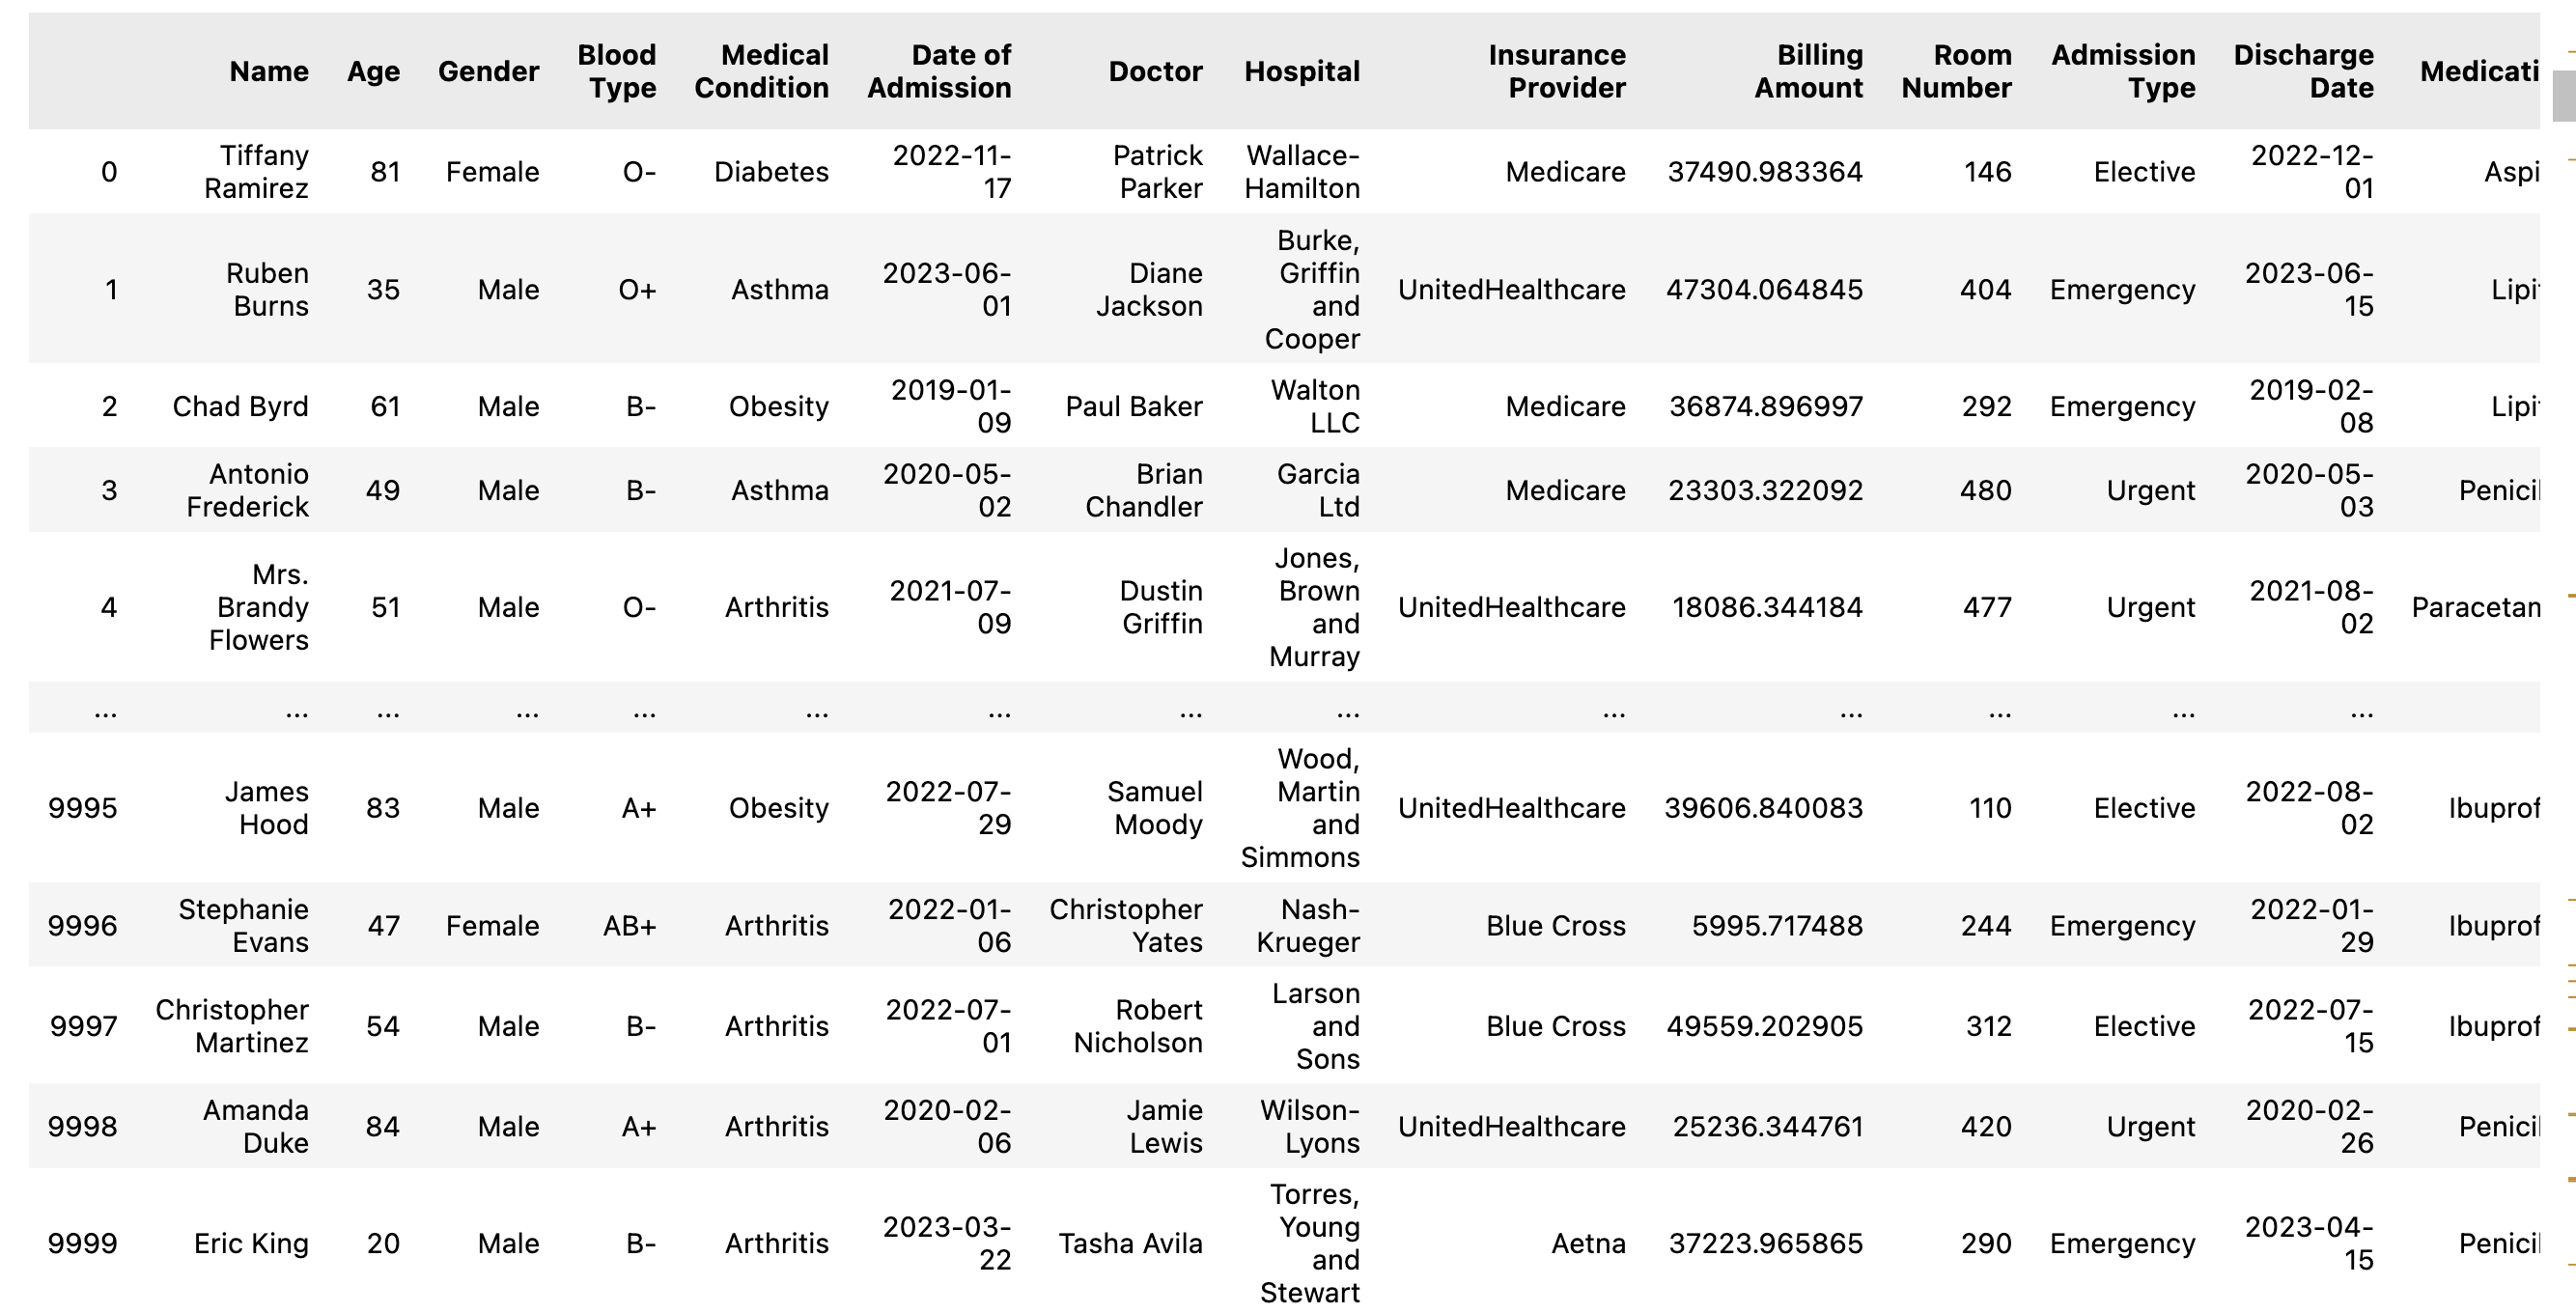 Name Age Gender Blood Type Medical Condition Date of Admission Doctor Hospital Insurance Provider Billing Amount Room Number Admission Type Discharge Date Medicati
0 Tiffany Ramirez 81 Female O- Diabetes 2022-11-17 Patrick Parker Wallace-Hamilton Medicare 37490.983364 146 Elective 2022-12-01 Aspi
1 Ruben Burns 35 Male O+ Asthma 2023-06-01 Diane Jackson Burke, Griffin and Cooper UnitedHealthcare 47304.064845 404 Emergency 2023-06-15 Lipi
2 Chad Byrd 61 Male B- Obesity 2019-01-09 Paul Baker Walton LLC Medicare 36874.896997 292 Emergency 2019-02-08 Lipi
3 Antonio Frederick 49 Male B- Asthma 2020-05-02 Brian Chandler Garcia Ltd Medicare 23303.322092 480 Urgent 2020-05-03 Penici
4 Mrs. Brandy Flowers 51 Male O- Arthritis 2021-07-09 Dustin Griffin Jones, Brown and Murray UnitedHealthcare 18086.344184 477 Urgent 2021-08-02 Paracetam
... ... ... ... ... ... ... ... ... ... ... ... ... ...
9995 James Hood 83 Male A+ Obesity 2022-07-29 Samuel Moody Wood, Martin and Simmons UnitedHealthcare 39606.840083 110 Elective 2022-08-02 Ibuprof
9996 Stephanie Evans 47 Female AB+ Arthritis 2022-01-06 Christopher Yates Nash-Krueger Blue Cross 5995.717488 244 Emergency 2022-01-29 Ibuprof
9997 Christopher Martinez 54 Male B- Arthritis 2022-07-01 Robert Nicholson Larson and Sons Blue Cross 49559.202905 312 Elective 2022-07-15 Ibuprof
9998 Amanda Duke 84 Male A+ Arthritis 2020-02-06 Jamie Lewis Wilson-Lyons UnitedHealthcare 25236.344761 420 Urgent 2020-02-26 Penici
9999 Eric King 20 Male B- Arthritis 2023-03-22 Tasha Avila Torres, Young and Stewart Aetna 37223.965865 290 Emergency 2023-04-15 Penici